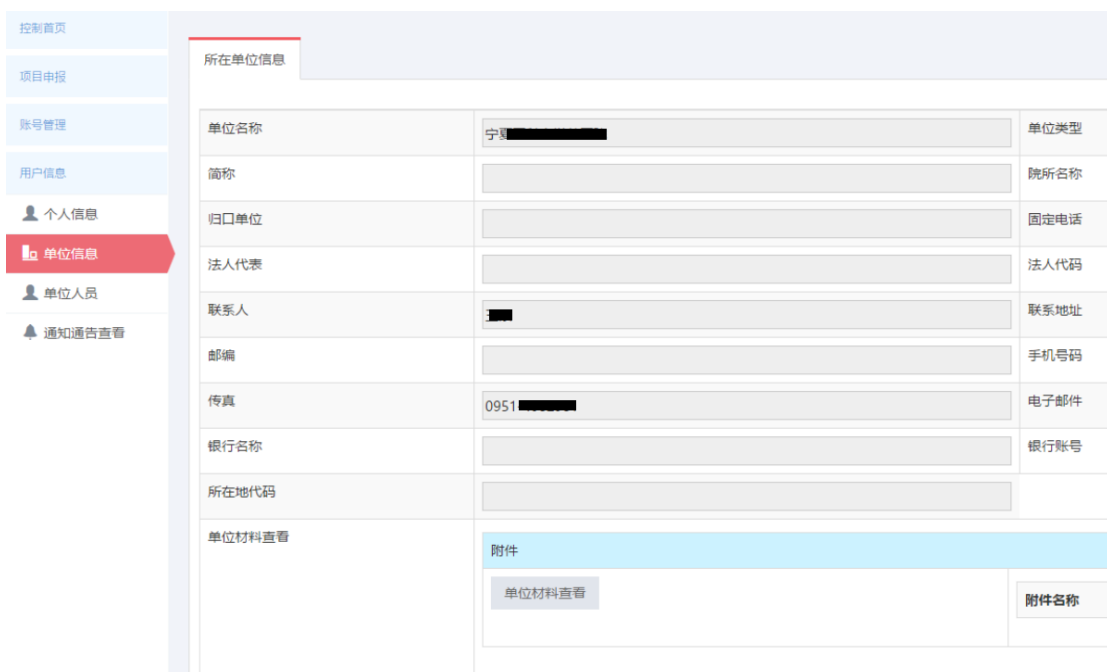 控制首页
项目申报
账号管理
用户信息
个人信息
单位信息
单位人员
通知通告查看
所在单位信息
单位名称 宁夏 单位类型
简称 院所名称
归口单位 固定电话
法人代表 法人代码
联系人 联系地址
邮编 手机号码
传真 0951 电子邮件
银行名称 银行账号
所在地代码
单位材料查看
附件
单位材料查看
附件名称